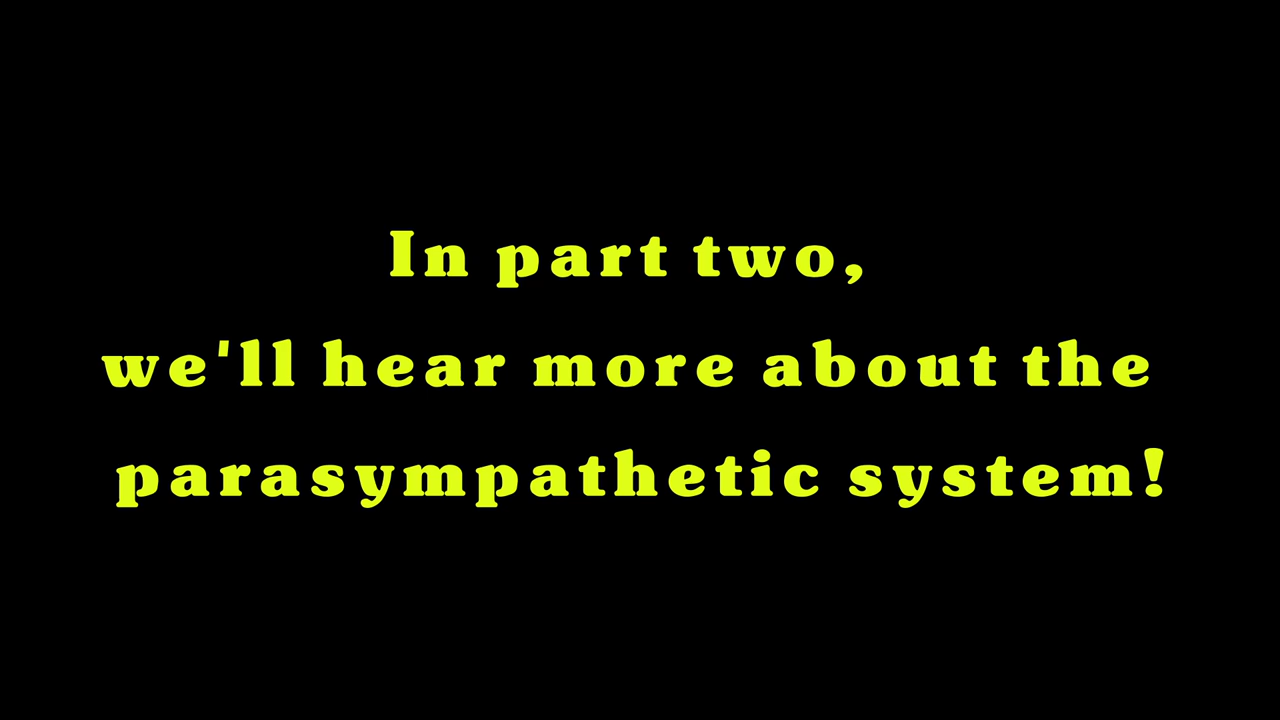 In part two,
we'll hear more about the
parasympathetic system!